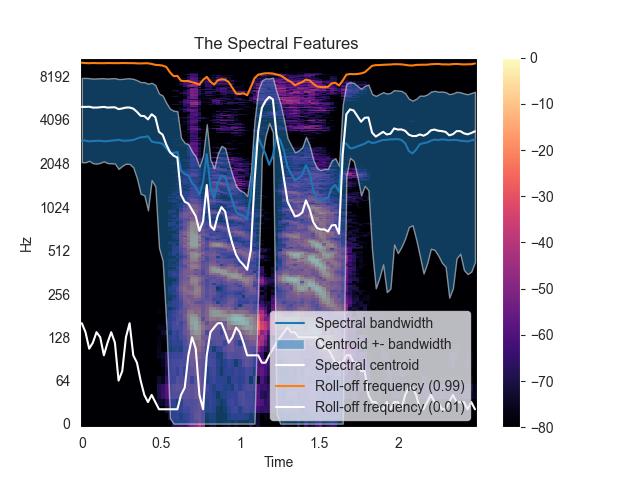 The Spectral Features
8192
4096
2048
1024
512
256
128
64
0
Hz
0
0.5
1
1.5
2
Time
Spectral bandwidth
Centroid +- bandwidth
Spectral centroid
Roll-off frequency (0.99)
Roll-off frequency (0.01)
0
−10
−20
−30
−40
−50
−60
−70
−80